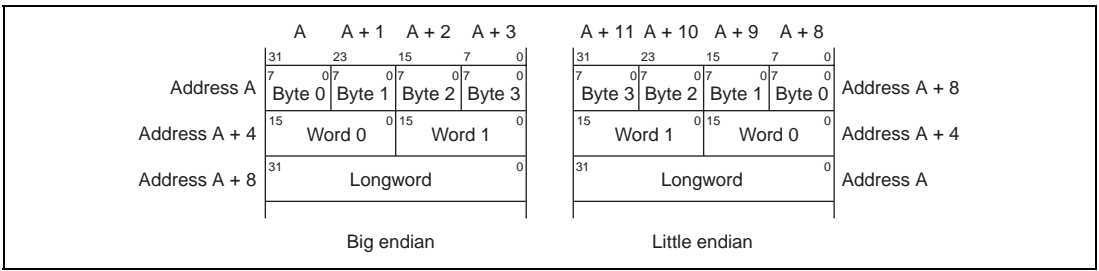 A A + 1 A + 2 A + 3 A + 11 A + 10 A + 9 A + 8
31 23 15 7 0 31 23 15 7 0
7 0 7 0 7 0 7 0 7 0 7 0 7 0 7 0
Address A Byte 0 Byte 1 Byte 2 Byte 3 Byte 3 Byte 2 Byte 1 Byte 0 Address A + 8
15 0 15 0 15 0 15 0
Address A + 4 Word 0 Word 1 Word 1 Word 0 Address A + 4
31 0 31 0
Address A + 8 Longword Longword Address A
Big endian Little endian